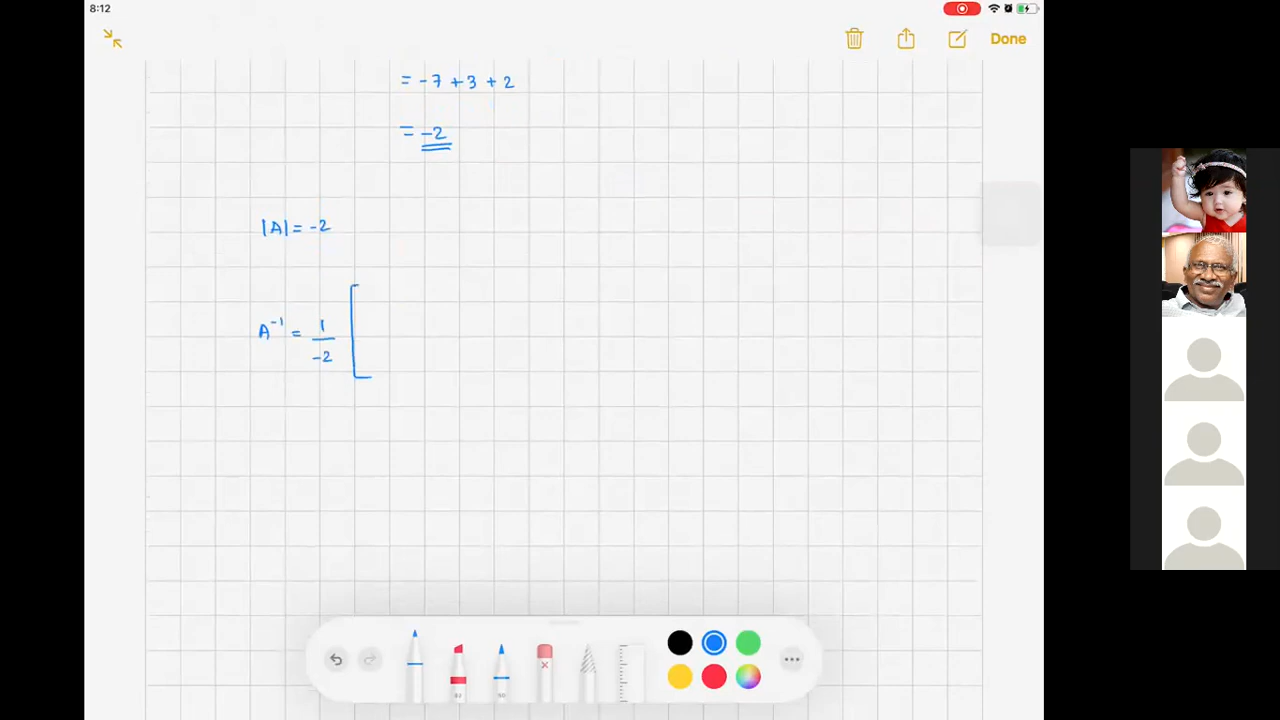 8:12
Done
= -7 +3 + 2
= -2
|A| = -2
A⁻¹ = 1/-2 [